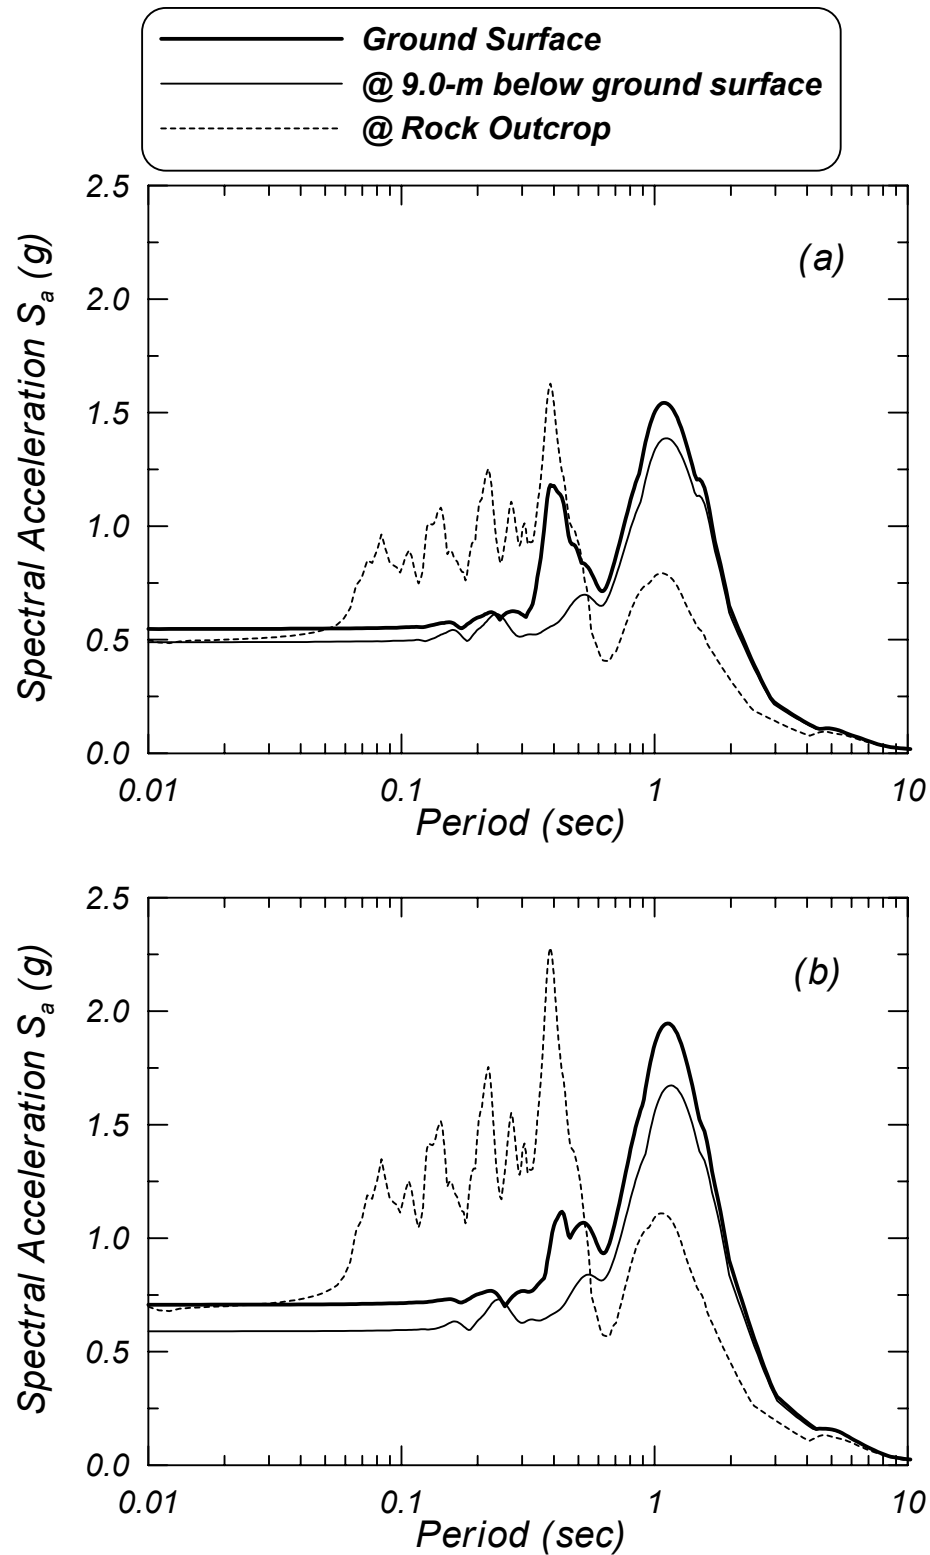 Ground Surface
@ 9.0-m below ground surface
@ Rock Outcrop
2.5
(a)
2.0
1.5
1.0
0.5
0.0
Spectral Acceleration Sa (g)
0.01 0.1 1 10
Period (sec)
2.5
(b)
2.0
1.5
1.0
0.5
0.0
Spectral Acceleration Sa (g)
0.01 0.1 1 10
Period (sec)